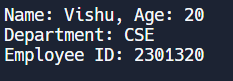 Name: Vishu, Age: 20
Department: CSE
Employee ID: 2301320